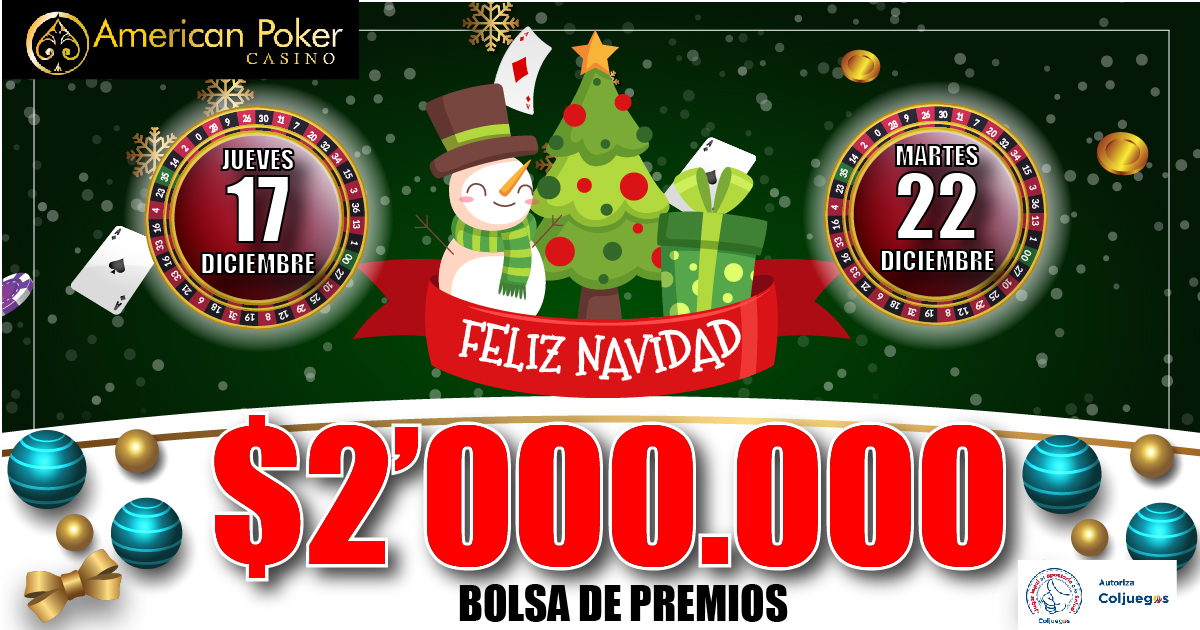 American Poker
CASINO
JUEVES
17
DICIEMBRE
MARTES
22
DICIEMBRE
FELIZ NAVIDAD
$2'000.000
BOLSA DE PREMIOS
Autoriza
Coljuegos
Coljuegos